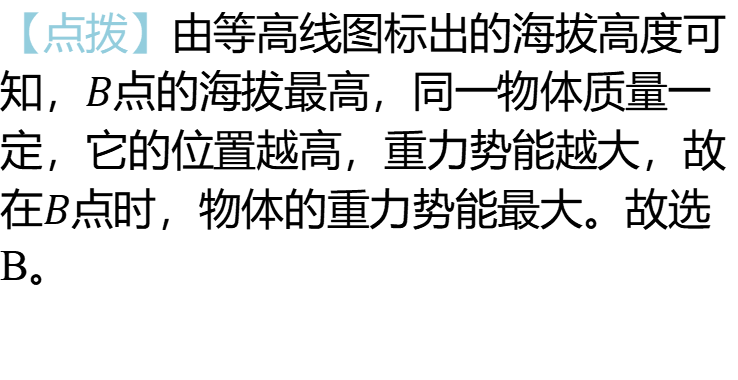 【点拨】由等高线图标出的海拔高度可
知，B点的海拔最高，同一物体质量一
定，它的位置越高，重力势能越大，故
在B点时，物体的重力势能最大。故选
B。